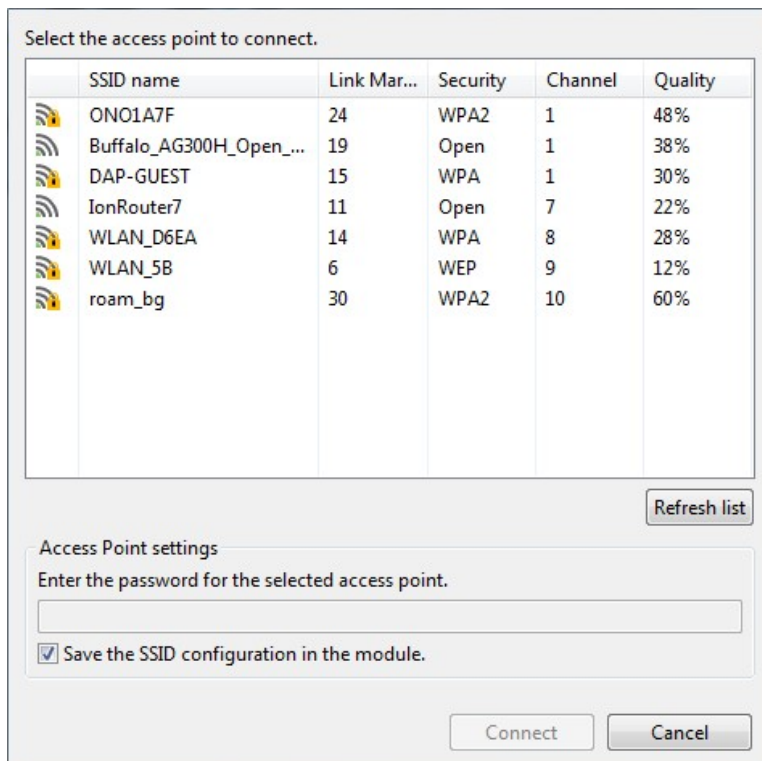 Select the access point to connect.
SSID name Link Mar... Security Channel Quality
ONO1A7F 24 WPA2 1 48%
Buffalo_AG300H_Open_... 19 Open 1 38%
DAP-GUEST 15 WPA 1 30%
IonRouter7 11 Open 7 22%
WLAN_D6EA 14 WPA 8 28%
WLAN_5B 6 WEP 9 12%
roam_bg 30 WPA2 10 60%
Refresh list
Access Point settings
Enter the password for the selected access point.
Save the SSID configuration in the module.
Connect Cancel